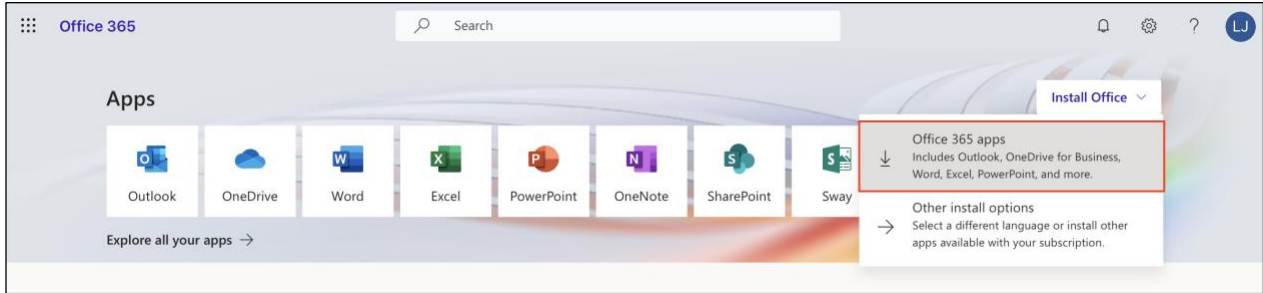 Office 365
Search
?
LJ
Apps
Install Office
Office 365 apps
Includes Outlook, OneDrive for Business,
Word, Excel, PowerPoint, and more.
Other install options
Select a different language or install other
apps available with your subscription.
O
W
X
P
N
S
S
Outlook
OneDrive
Word
Excel
PowerPoint
OneNote
SharePoint
Sway
Explore all your apps →